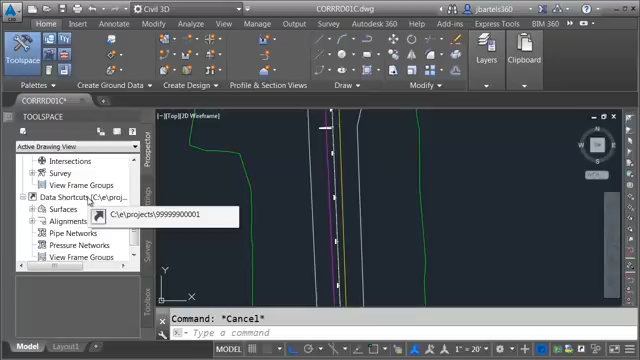 Civil 3D
CORRRD01C.dwg
jbartels360
Home Insert Annotate Modify Analyze View Manage Output Survey Autodesk 360 Help Add-ins Express Tools BIM 360
Toolspace
Layers
Clipboard
Palettes
Create Ground Data
Create Design
Profile & Section Views
Draw
Modify
CORRRD01C*
TOOLSPACE
Active Drawing View
Intersections
Survey
View Frame Groups
Data Shortcuts [C:\e\proj...
C:\e\projects\99999900001
Surfaces
Alignments
Pipe Networks
Pressure Networks
View Frame Groups
Prospector
Settings
Survey
Toolbox
[−][Top][2D Wireframe]
N
W
TOP
E
S
Y
X
Command: *Cancel*
Type a command
Model
Layout1
MODEL
1" = 20'